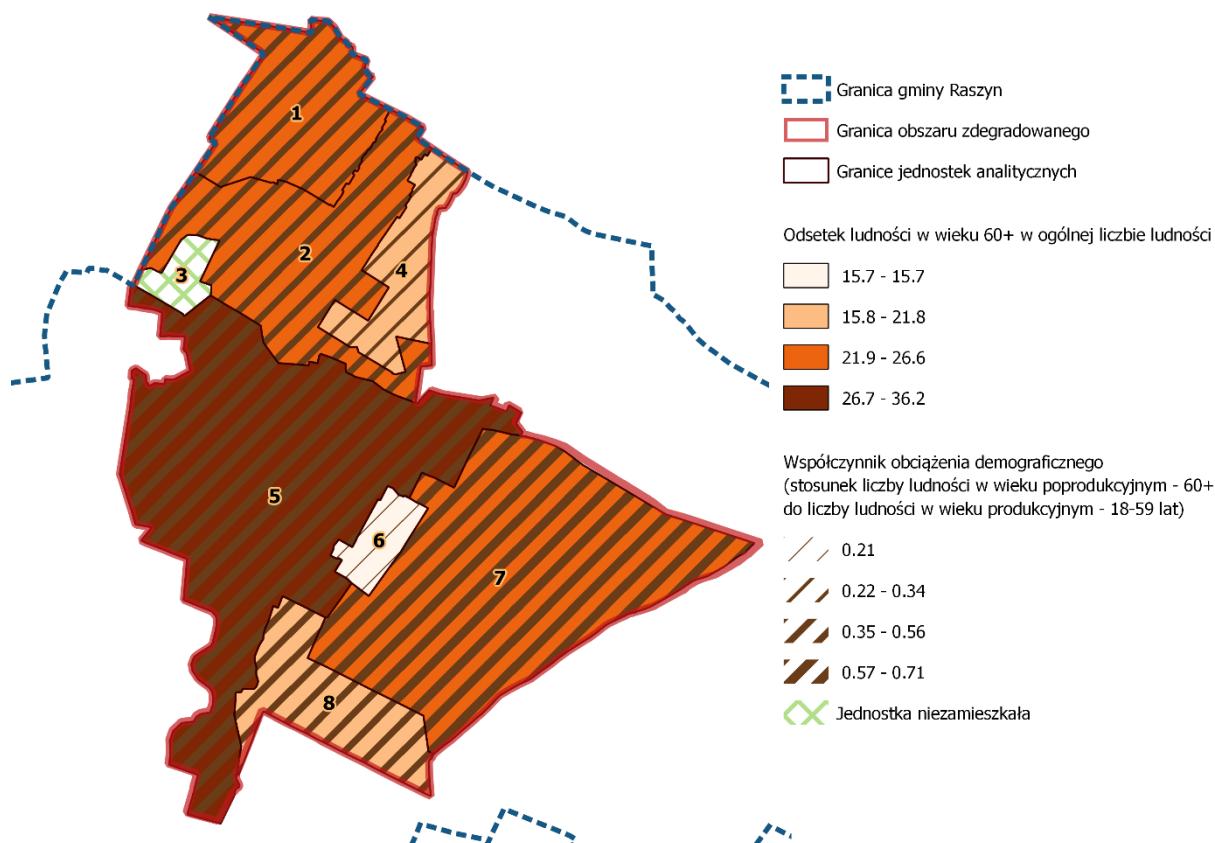 1
2
3
4
5
6
7
8
Granica gminy Raszyn
Granica obszaru zdegradowanego
Granice jednostek analitycznych
Odsetek ludności w wieku 60+ w ogólnej liczbie ludności
15.7 - 15.7
15.8 - 21.8
21.9 - 26.6
26.7 - 36.2
Współczynnik obciążenia demograficznego
(stosunek liczby ludności w wieku poprodukcyjnym - 60+
do liczby ludności w wieku produkcyjnym - 18-59 lat)
0.21
0.22 - 0.34
0.35 - 0.56
0.57 - 0.71
Jednostka niezamieszkała